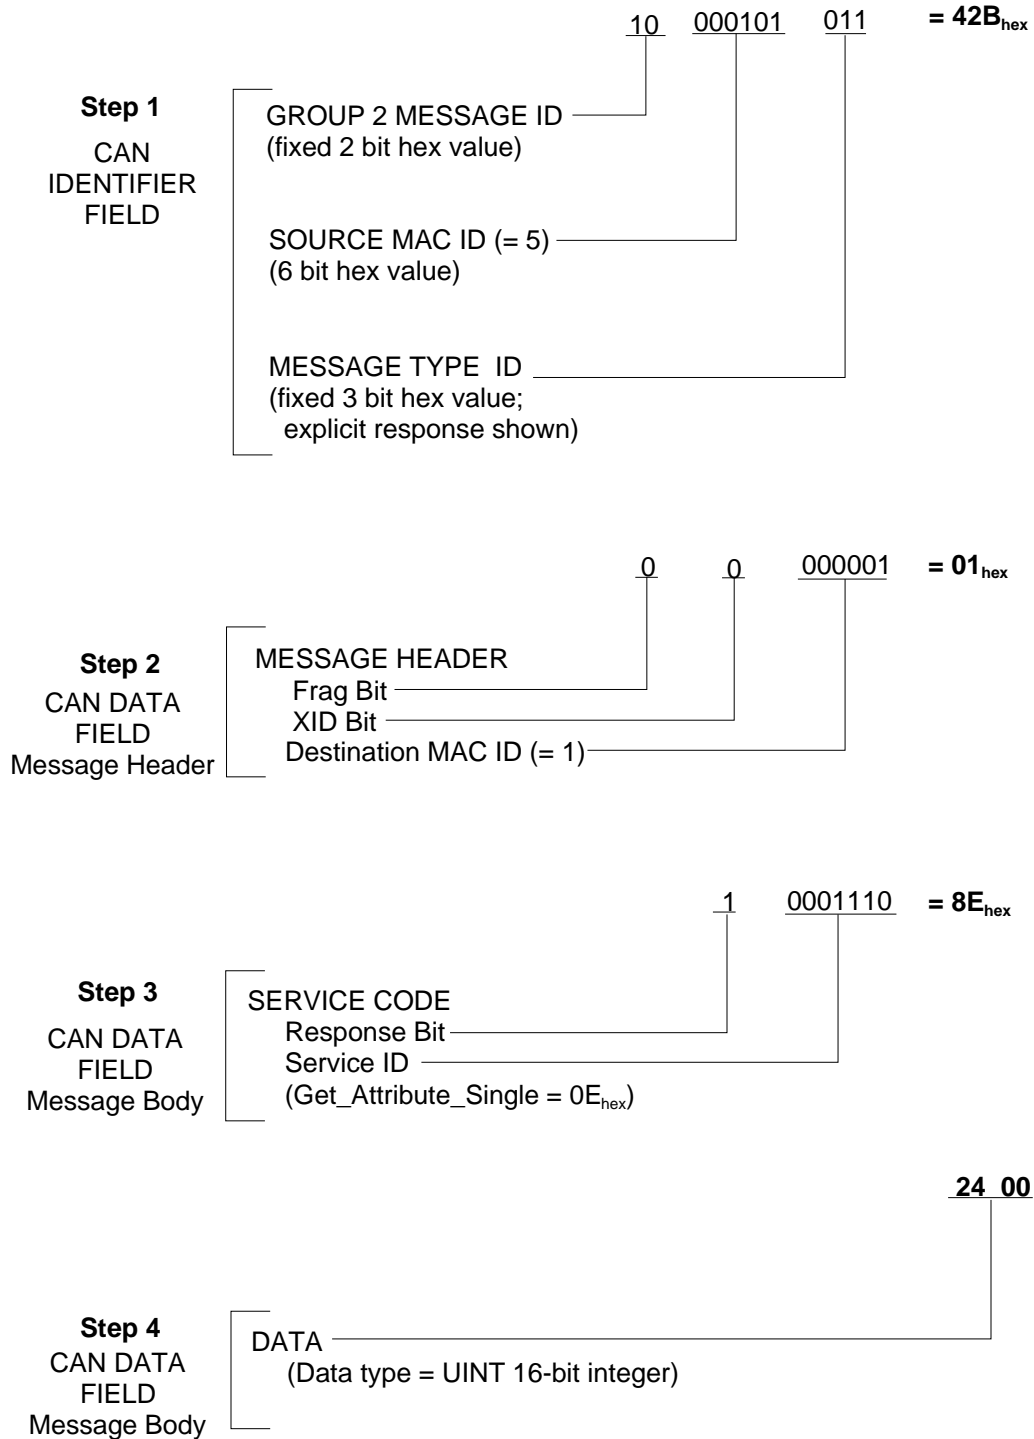 10 000101 011 = 42Bhex
Step 1
CAN
IDENTIFIER
FIELD
GROUP 2 MESSAGE ID
(fixed 2 bit hex value)
SOURCE MAC ID (= 5)
(6 bit hex value)
MESSAGE TYPE ID
(fixed 3 bit hex value;
explicit response shown)
0 0 000001 = 01hex
Step 2
CAN DATA
FIELD
Message Header
MESSAGE HEADER
Frag Bit
XID Bit
Destination MAC ID (= 1)
1 0001110 = 8Ehex
Step 3
CAN DATA
FIELD
Message Body
SERVICE CODE
Response Bit
Service ID
(Get_Attribute_Single = 0Ehex)
24 00
Step 4
CAN DATA
FIELD
Message Body
DATA
(Data type = UINT 16-bit integer)